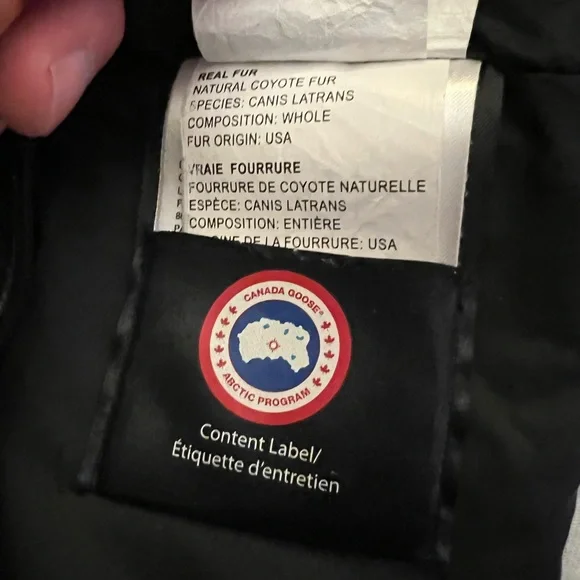 REAL FUR
NATURAL COYOTE FUR
SPECIES: CANIS LATRANS
COMPOSITION: WHOLE
FUR ORIGIN: USA
VRAIE FOURRURE
FOURRURE DE COYOTE NATURELLE
ESPÈCE: CANIS LATRANS
COMPOSITION: ENTIÈRE
DE LA FOURRURE: USA
CANADA GOOSE®
ARCTIC PROGRAM
Content Label/
Étiquette d'entretien